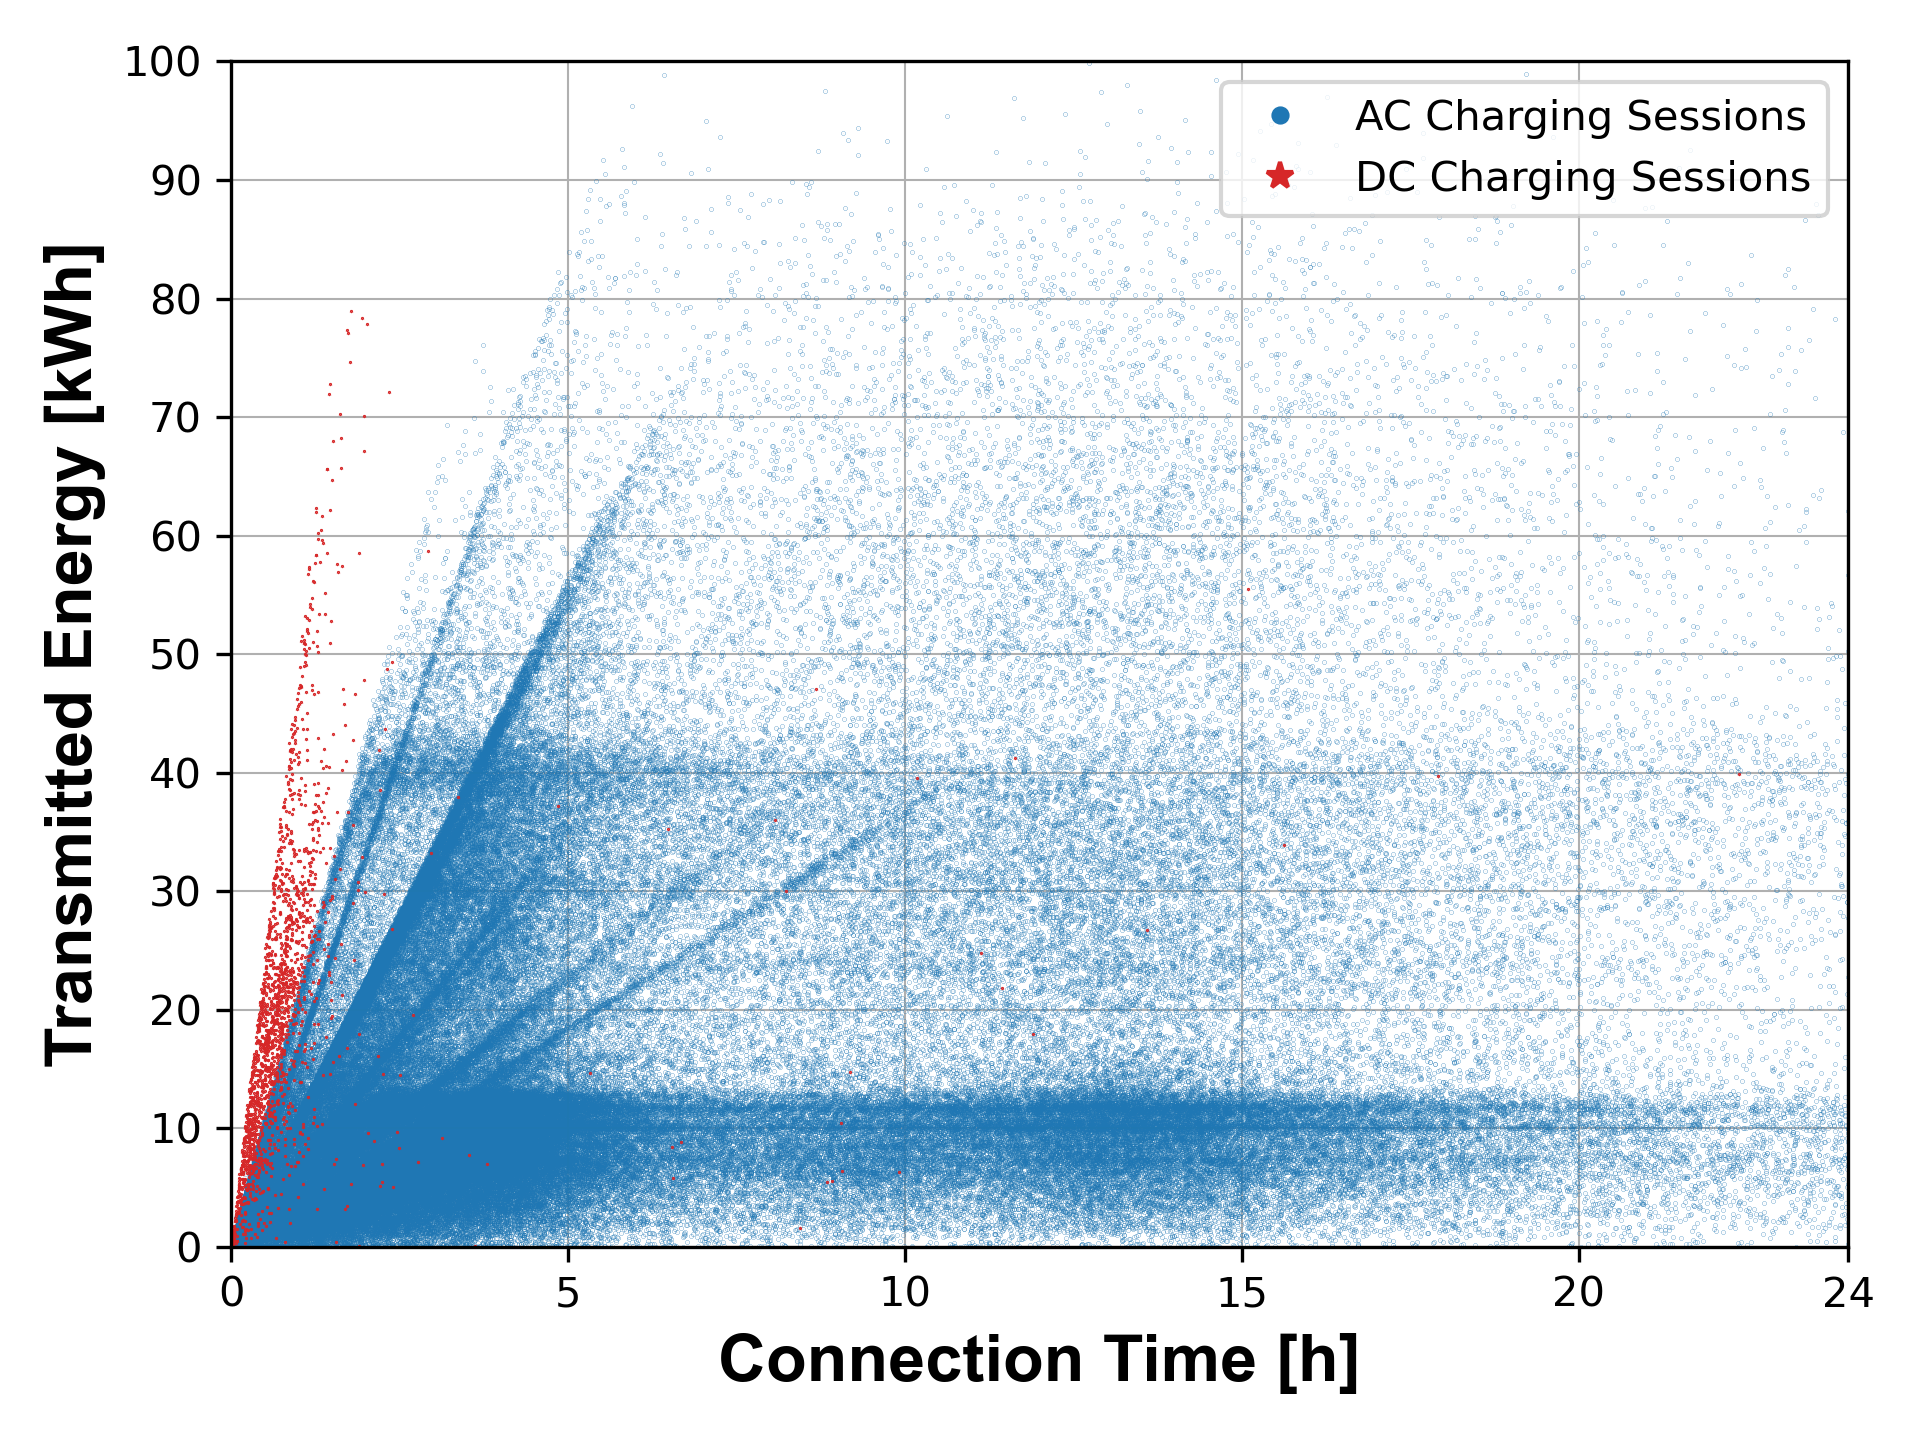 AC Charging Sessions
DC Charging Sessions
Transmitted Energy [kWh]
100
90
80
70
60
50
40
30
20
10
0
0 5 10 15 20 24
Connection Time [h]